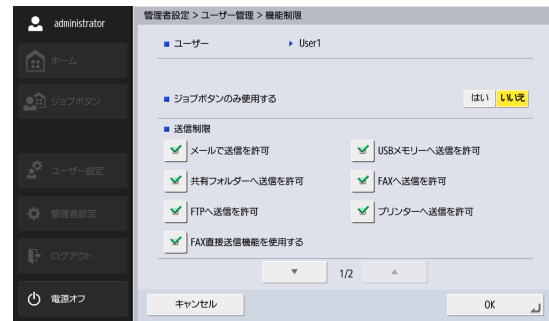 administrator
ホーム
ジョブボタン
ユーザー設定
管理者設定
ログアウト
電源オフ
管理者設定 > ユーザー管理 > 機能制限
ユーザー User1
ジョブボタンのみ使用する はい いいえ
送信制限
メールで送信を許可 USBメモリーへ送信を許可
共有フォルダーへ送信を許可 FAXへ送信を許可
FTPへ送信を許可 プリンターへ送信を許可
FAX直接送信機能を使用する
1/2
キャンセル OK